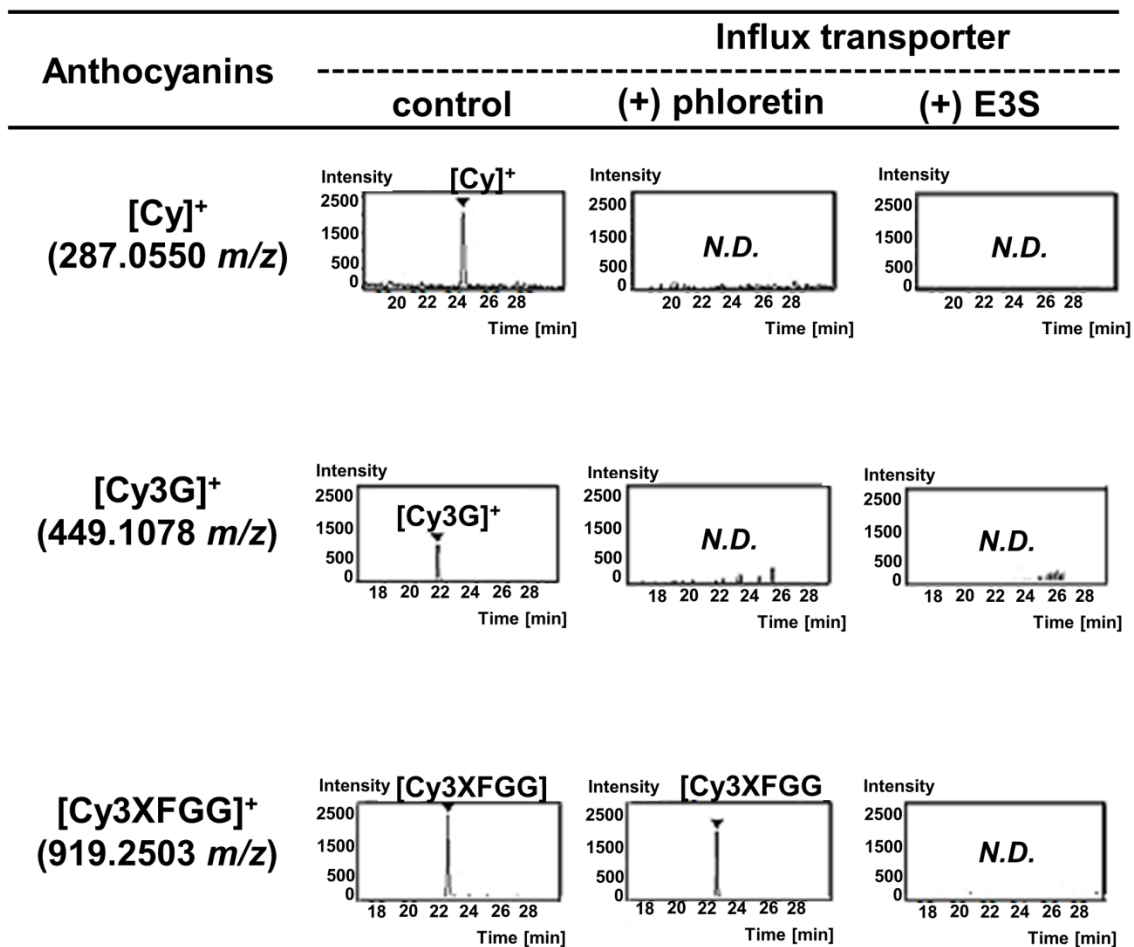 Influx transporter
Anthocyanins
control (+) phloretin (+) E3S
[Cy]+
(287.0550 m/z)
Intensity
[Cy]+
2500
1500
500
0
20 22 24 26 28
Time [min]
Intensity
2500
1500
500
0
N.D.
20 22 24 26 28
Time [min]
Intensity
2500
1500
500
0
N.D.
20 22 24 26 28
Time [min]
[Cy3G]+
(449.1078 m/z)
Intensity
2500
1500
500
0
[Cy3G]+
18 20 22 24 26 28
Time [min]
Intensity
2500
1500
500
0
N.D.
18 20 22 24 26 28
Time [min]
Intensity
2500
1500
500
0
N.D.
18 20 22 24 26 28
Time [min]
[Cy3XFGG]+
(919.2503 m/z)
Intensity [Cy3XFGG]
2500
1500
500
0
18 20 22 24 26 28
Time [min]
Intensity [Cy3XFGG
2500
1500
500
0
18 20 22 24 26 28
Time [min]
Intensity
2500
1500
500
0
N.D.
18 20 22 24 26 28
Time [min]